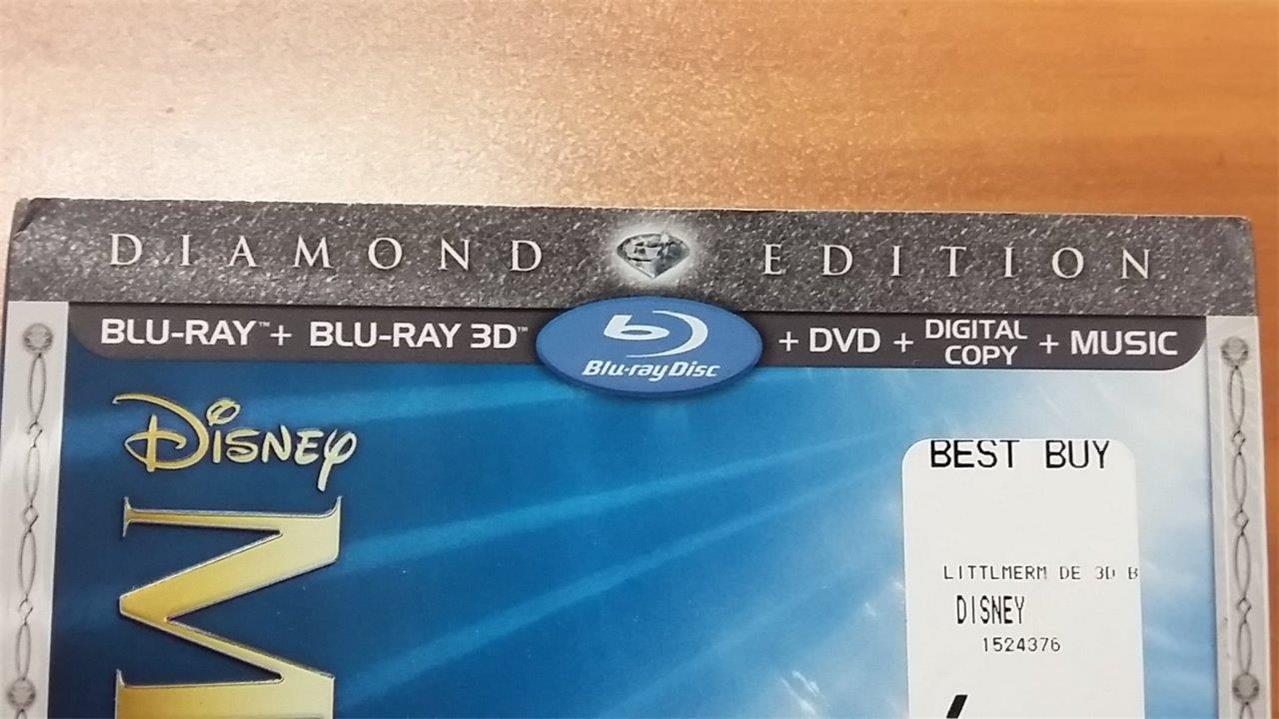 DIAMOND EDITION
BLU-RAY™ + BLU-RAY 3D™ Blu-ray Disc + DVD + DIGITAL COPY + MUSIC
Disney
M
BEST BUY
LITTLMERM DE 3D B
DISNEY
1524376